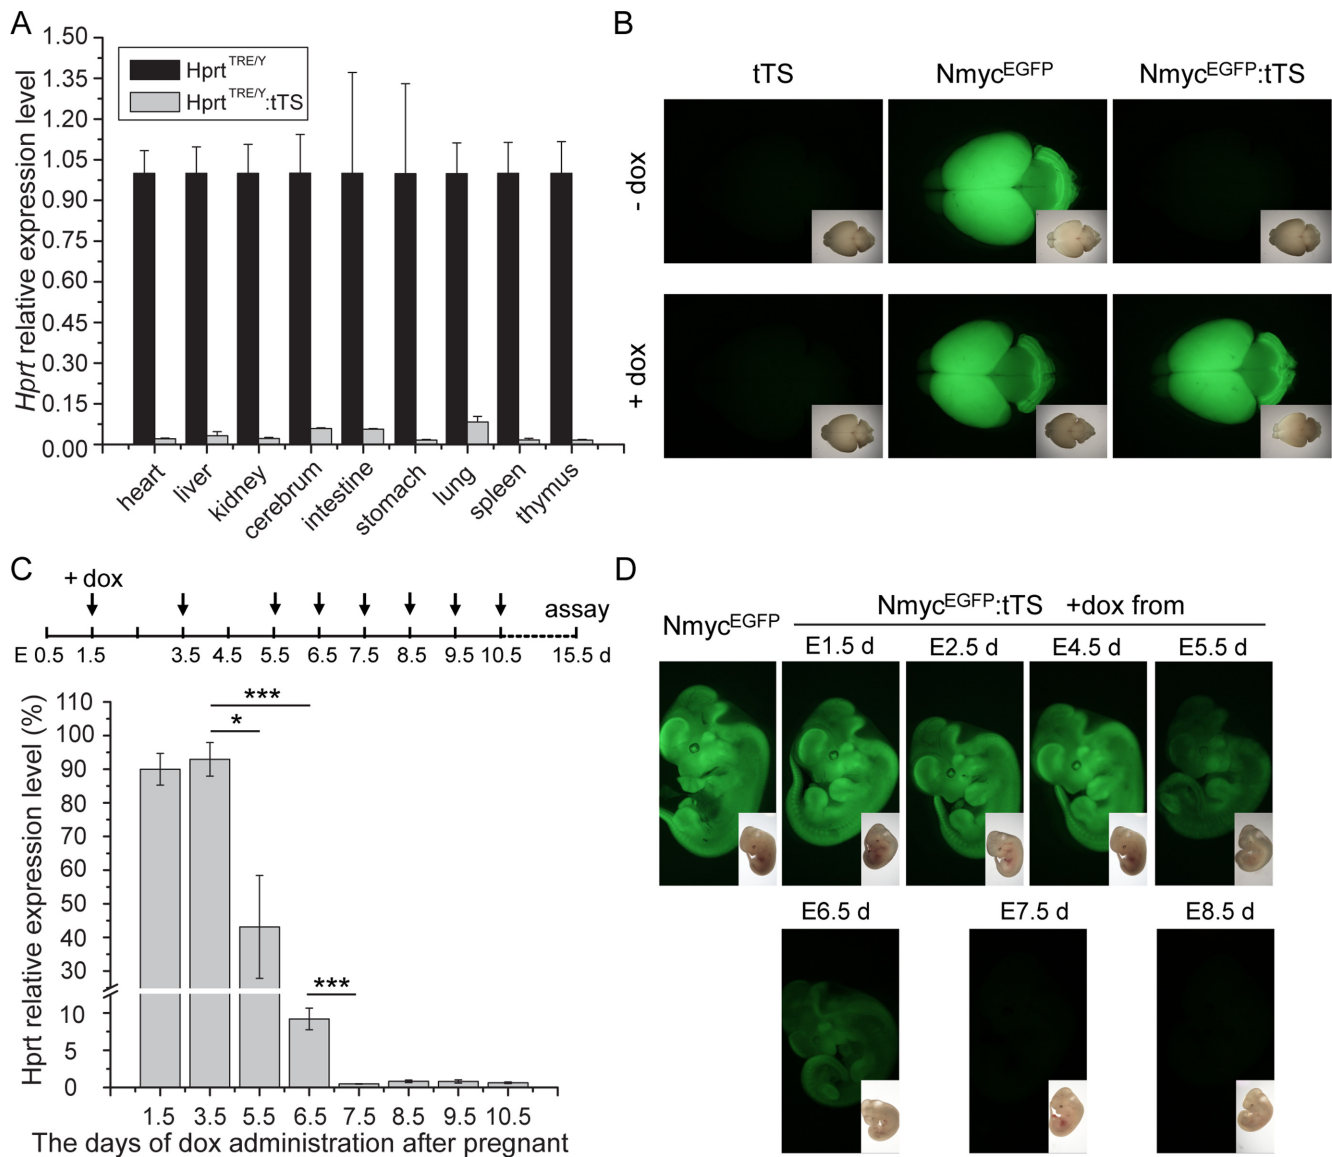 A
Hprt relative expression level
1.50
1.35
1.20
1.05
0.90
0.75
0.60
0.45
0.30
0.15
0.00
Hprt TRE/Y
Hprt TRE/Y:tTS
heart
liver
kidney
cerebrum
intestine
stomach
lung
spleen
thymus
B
tTS NmycEGFP NmycEGFP:tTS
- dox
+ dox
C
+ dox
assay
E 0.5 1.5 3.5 4.5 5.5 6.5 7.5 8.5 9.5 10.5 15.5 d
Hprt relative expression level (%)
110
100
90
80
70
60
50
40
30
10
5
0
***
*
***
1.5 3.5 5.5 6.5 7.5 8.5 9.5 10.5
The days of dox administration after pregnant
D
NmycEGFP
NmycEGFP:tTS +dox from
E1.5 d E2.5 d E4.5 d E5.5 d
E6.5 d E7.5 d E8.5 d